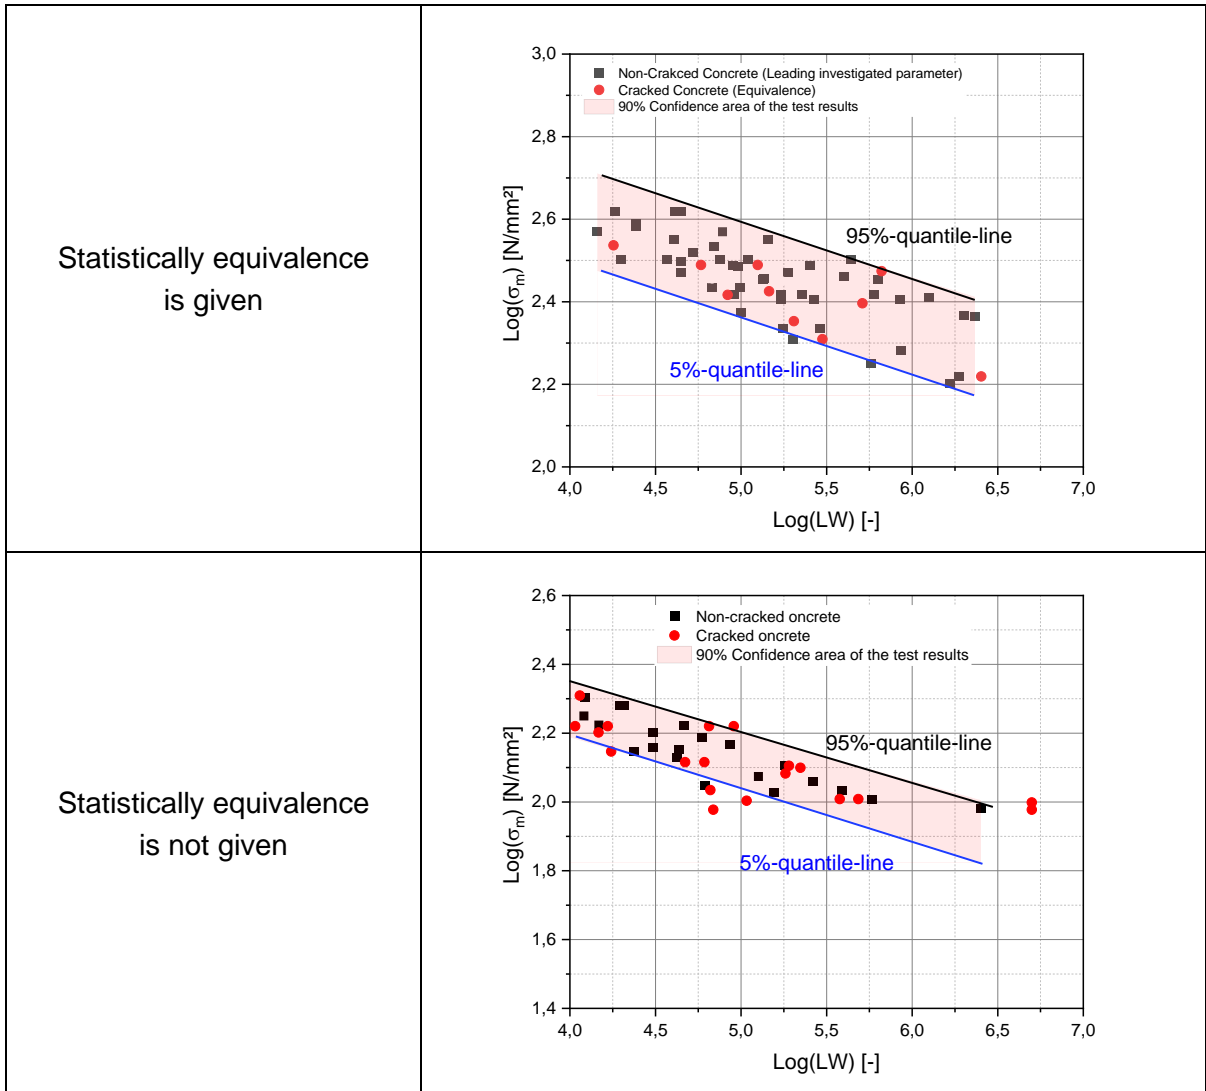 Statistically equivalence
is given
3,0
2,8
2,6
2,4
2,2
2,0
Log(σm) [N/mm²]
Non-Crakced Concrete (Leading investigated parameter)
Cracked Concrete (Equivalence)
90% Confidence area of the test results
95%-quantile-line
5%-quantile-line
4,0 4,5 5,0 5,5 6,0 6,5 7,0
Log(LW) [-]
Statistically equivalence
is not given
2,6
2,4
2,2
2,0
1,8
1,6
1,4
Log(σm) [N/mm²]
Non-cracked oncrete
Cracked oncrete
90% Confidence area of the test results
95%-quantile-line
5%-quantile-line
4,0 4,5 5,0 5,5 6,0 6,5 7,0
Log(LW) [-]